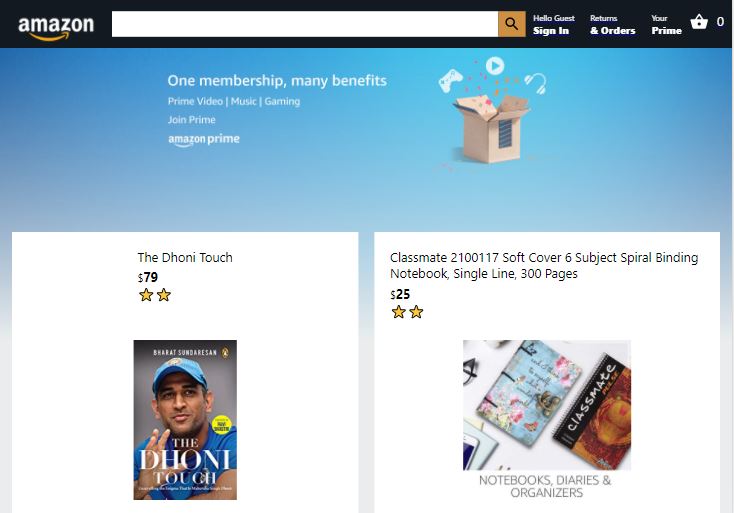 amazon
Hello Guest
Sign In
Returns
& Orders
Your
Prime
0
One membership, many benefits
Prime Video | Music | Gaming
Join Prime
amazon prime
The Dhoni Touch
$79
BHARAT SUNDARESAN
THE
DHONI
TOUCH
Classmate 2100117 Soft Cover 6 Subject Spiral Binding
Notebook, Single Line, 300 Pages
$25
CLASSMATE
PULSE
NOTEBOOKS, DIARIES &
ORGANIZERS